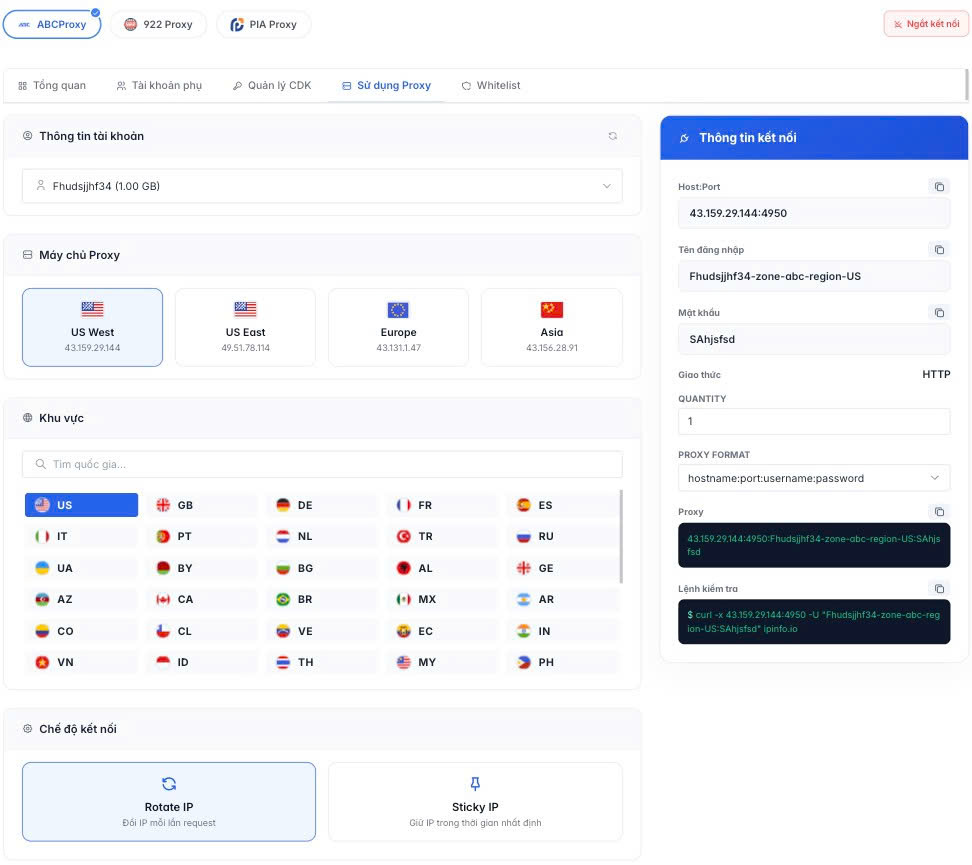 ABC ABCProxy
922 Proxy
PIA Proxy
Ngắt kết nối
Tổng quan
Tài khoản phụ
Quản lý CDK
Sử dụng Proxy
Whitelist
Thông tin tài khoản
Fhudsjjhf34 (1.00 GB)
Máy chủ Proxy
US West
43.159.29.144
US East
49.51.78.114
Europe
43.131.1.47
Asia
43.156.28.91
Khu vực
Tìm quốc gia...
US GB DE FR ES
IT PT NL TR RU
UA BY BG AL GE
AZ CA BR MX AR
CO CL VE EC IN
VN ID TH MY PH
Chế độ kết nối
Rotate IP
Đổi IP mỗi lần request
Sticky IP
Giữ IP trong thời gian nhất định
Thông tin kết nối
Host:Port
43.159.29.144:4950
Tên đăng nhập
Fhudsjjhf34-zone-abc-region-US
Mật khẩu
SAhjsfsd
Giao thức HTTP
QUANTITY
1
PROXY FORMAT
hostname:port:username:password
Proxy
43.159.29.144:4950:Fhudsjjhf34-zone-abc-region-US:SAhjs
fsd
Lệnh kiểm tra
$ curl -x 43.159.29.144:4950 -U "Fhudsjjhf34-zone-abc-reg
ion-US:SAhjsfsd" ipinfo.io